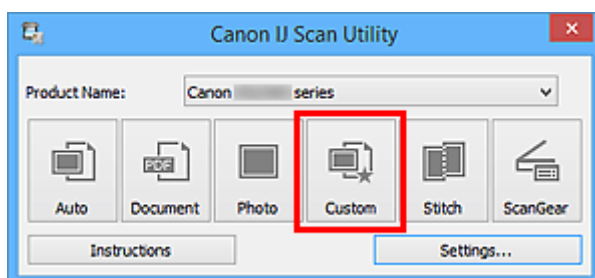 Canon IJ Scan Utility
Product Name: Canon series
PDF
Auto Document Photo Custom Stitch ScanGear
Instructions Settings...